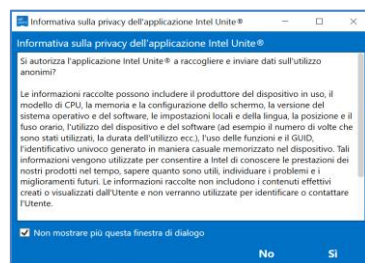 Informativa sulla privacy dell'applicazione Intel Unite®
Informativa sulla privacy dell'applicazione Intel Unite®
Si autorizza l'applicazione Intel Unite® a raccogliere e inviare dati sull'utilizzo
anonimi?
Le informazioni raccolte possono includere il produttore del dispositivo in uso, il
modello di CPU, la memoria e la configurazione dello schermo, la versione del
sistema operativo e del software, le impostazioni locali e della lingua, la posizione e il
fuso orario, l'utilizzo del dispositivo e del software (ad esempio il numero di volte che
sono stati utilizzati, la durata dell'utilizzo ecc.), l'uso delle funzioni e il GUID,
l'identificativo univoco generato in maniera casuale memorizzato nel dispositivo. Tali
informazioni vengono utilizzate per consentire a Intel di conoscere le prestazioni dei
nostri prodotti nel tempo, sapere quanto sono utili, individuare i problemi e i
miglioramenti futuri. Le informazioni raccolte non includono i contenuti effettivi
creati o visualizzati dall'Utente e non verranno utilizzate per identificare o contattare
l'Utente.
Non mostrare più questa finestra di dialogo
No Sì